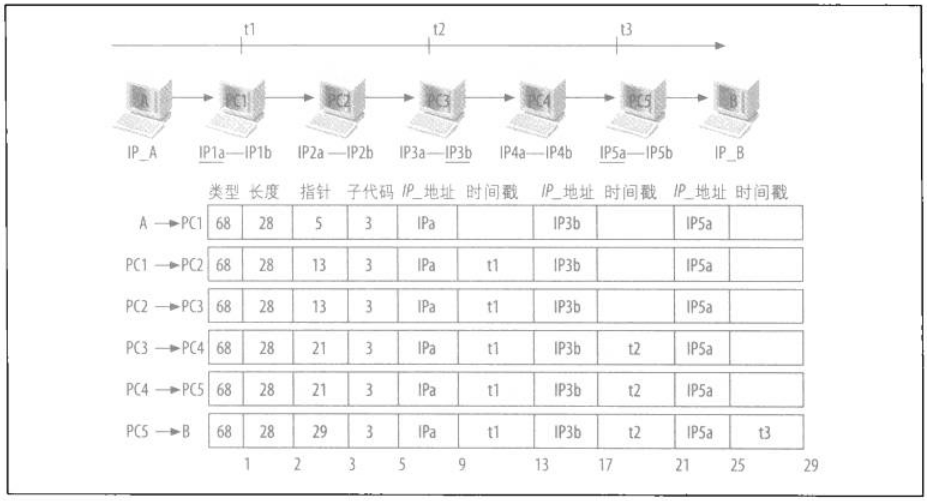 t1 t2 t3
A PC1 PC2 PC3 PC4 PC5 B
IP_A IP1a—IP1b IP2a—IP2b IP3a—IP3b IP4a—IP4b IP5a—IP5b IP_B
类型 长度 指针 子代码 IP_地址 时间戳 IP_地址 时间戳 IP_地址 时间戳
A → PC1 68 28 5 3 IPa IP3b IP5a
PC1 → PC2 68 28 13 3 IPa t1 IP3b IP5a
PC2 → PC3 68 28 13 3 IPa t1 IP3b IP5a
PC3 → PC4 68 28 21 3 IPa t1 IP3b t2 IP5a
PC4 → PC5 68 28 21 3 IPa t1 IP3b t2 IP5a
PC5 → B 68 28 29 3 IPa t1 IP3b t2 IP5a t3
1 2 3 5 9 13 17 21 25 29